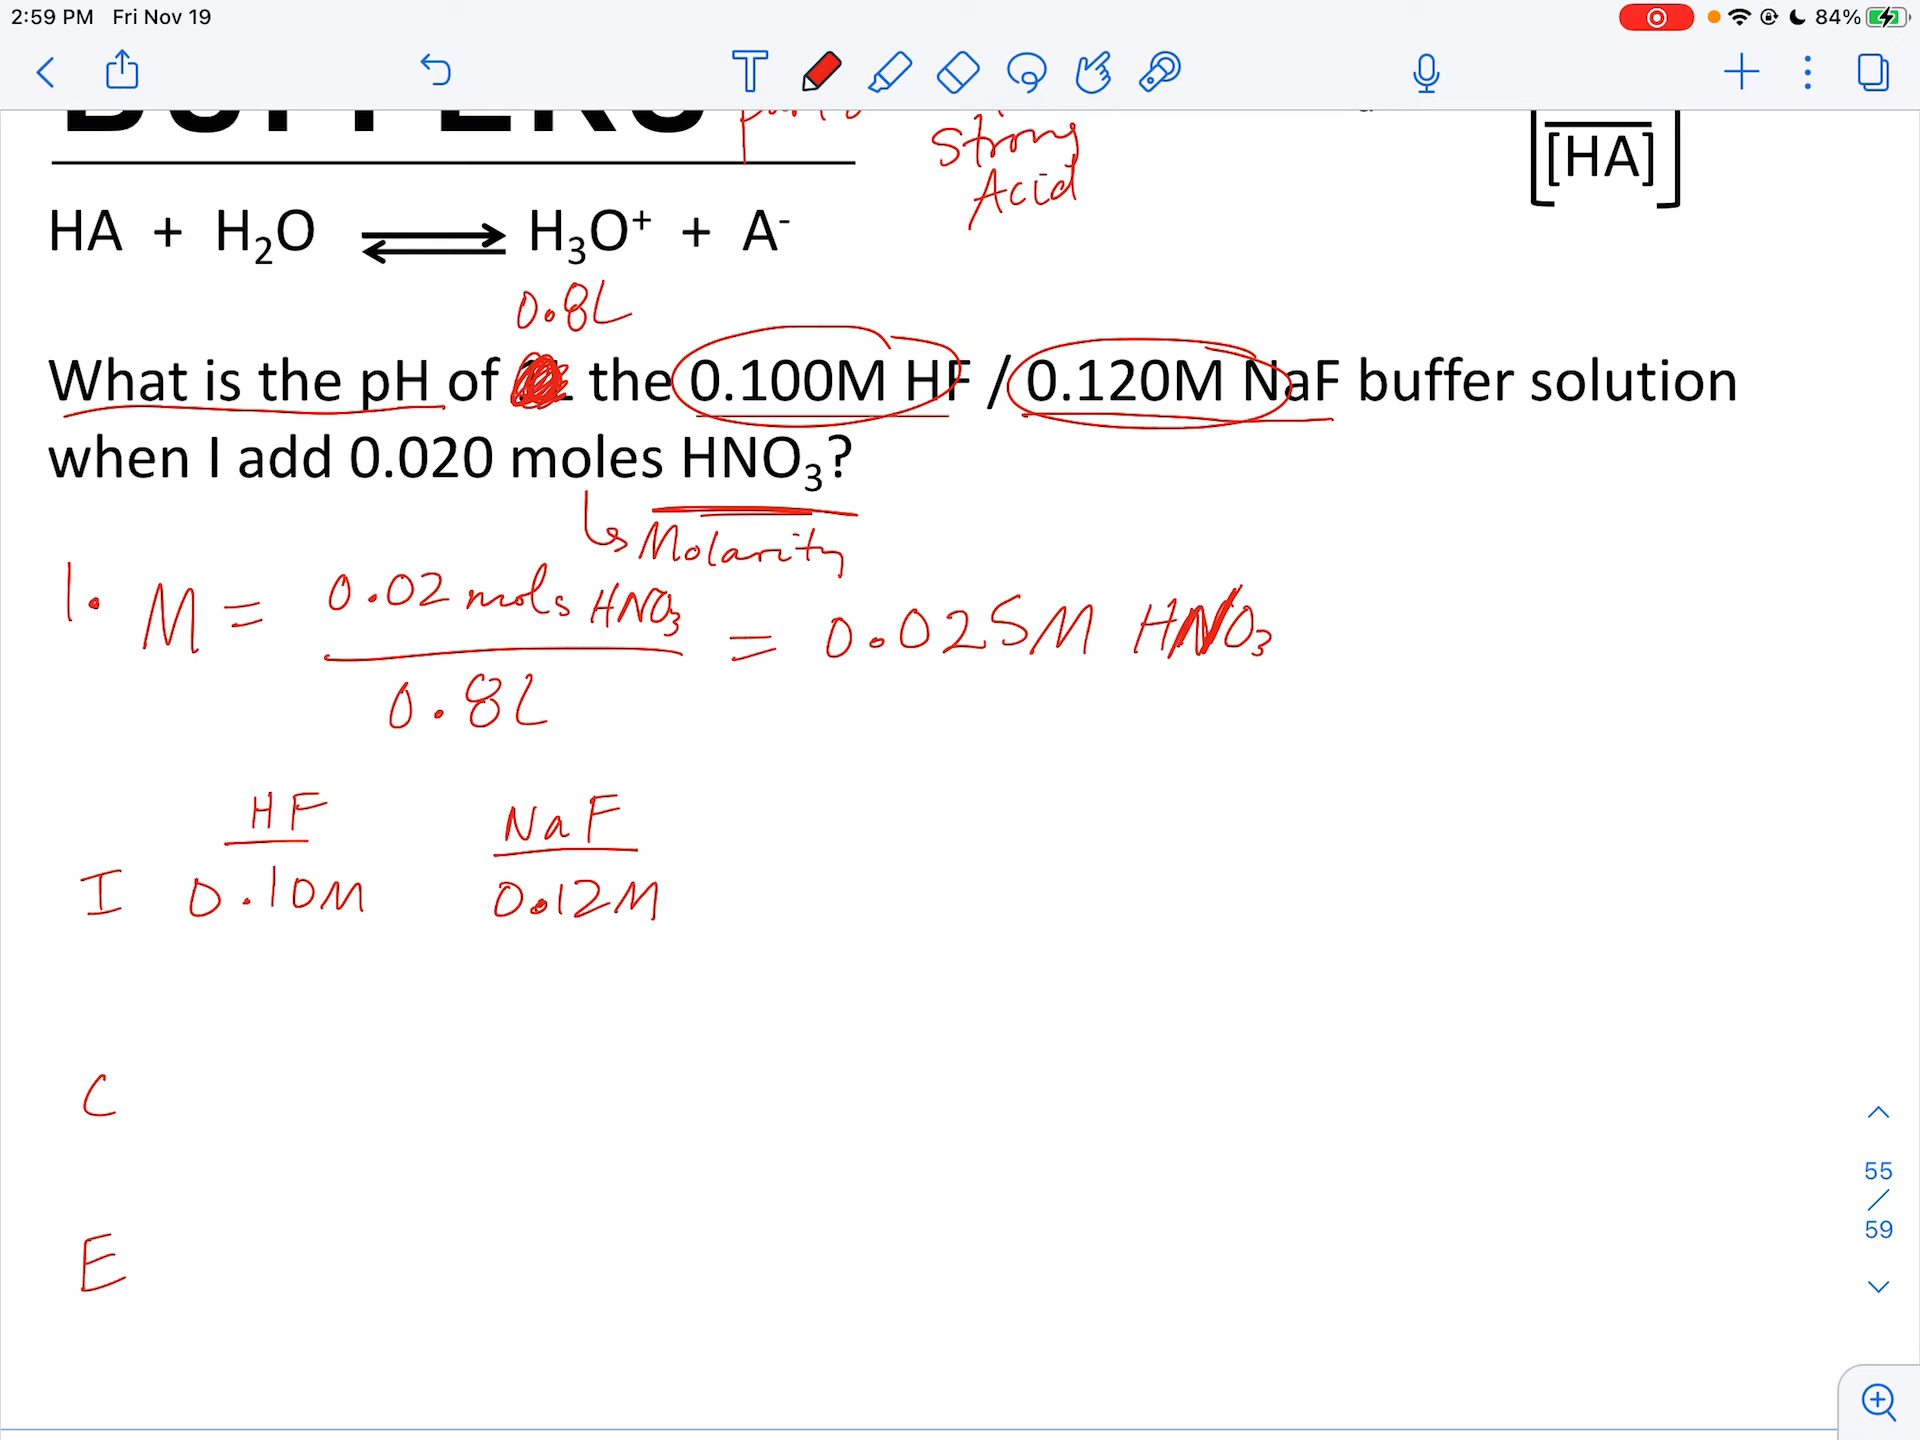 2:59 PM Fri Nov 19 84%
BUFFERS
Strong
Acid
[HA]
HA + H₂O ⇌ H₃O⁺ + A⁻
0.8L
What is the pH of the 0.100M HF / 0.120M NaF buffer solution
when I add 0.020 moles HNO₃?
↳ Molarity
1. M = 0.02 mols HNO₃ / 0.8L = 0.025M HNO₃
HF NaF
I 0.10M 0.12M
C
E
55
/
59